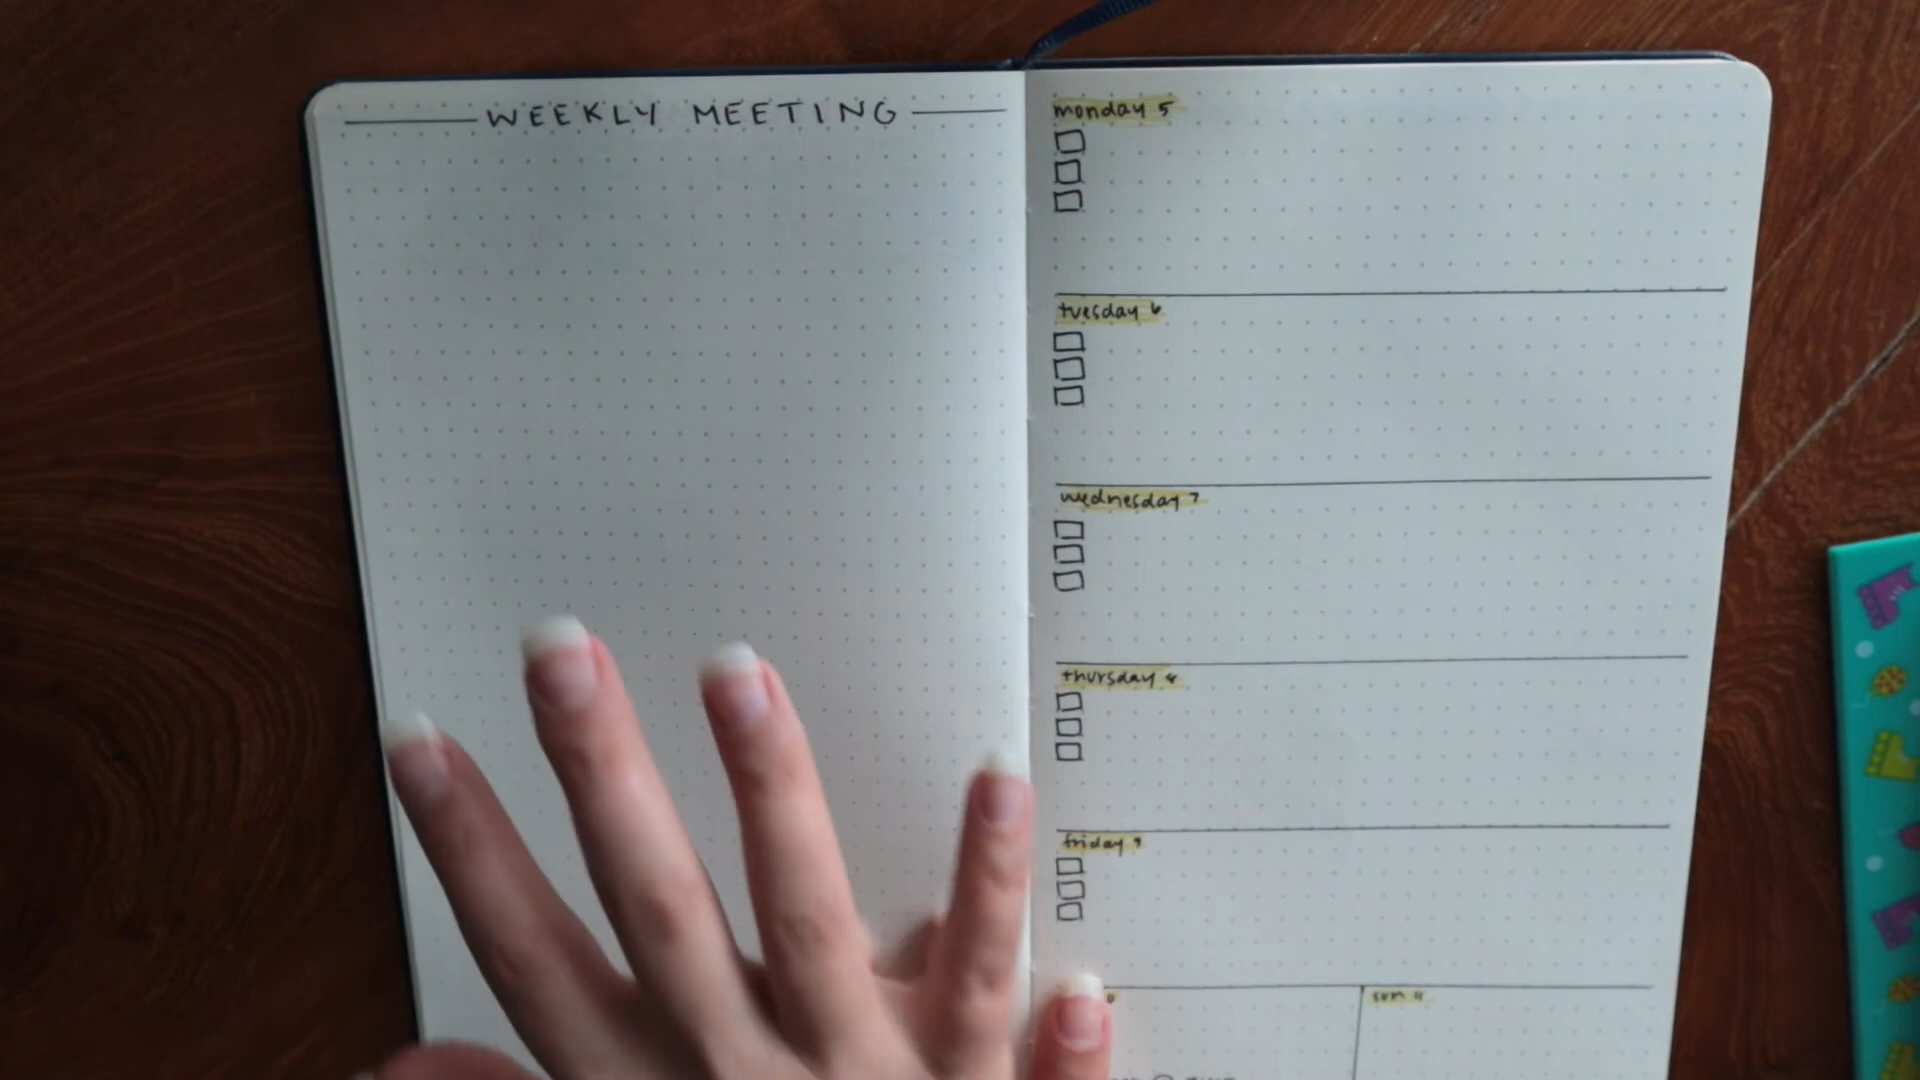 WEEKLY MEETING
monday 5
tuesday 6
wednesday 7
thursday 8
friday 9
sun 11